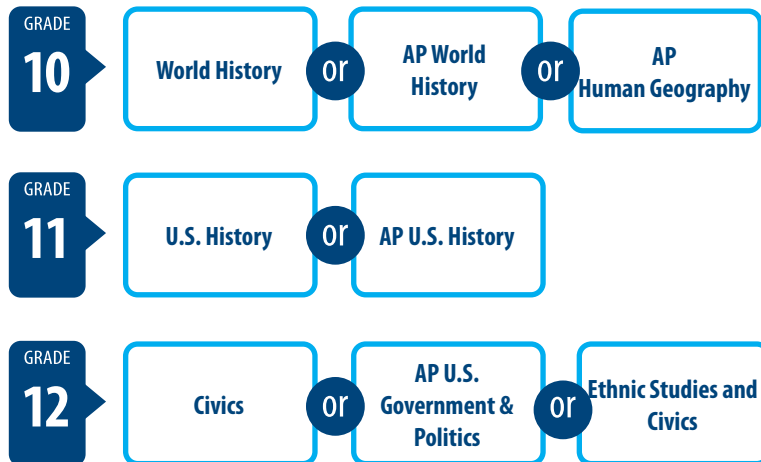 GRADE
10
World History
or
AP World
History
or
AP
Human Geography
GRADE
11
U.S. History
or
AP U.S. History
GRADE
12
Civics
or
AP U.S.
Government &
Politics
or
Ethnic Studies and
Civics